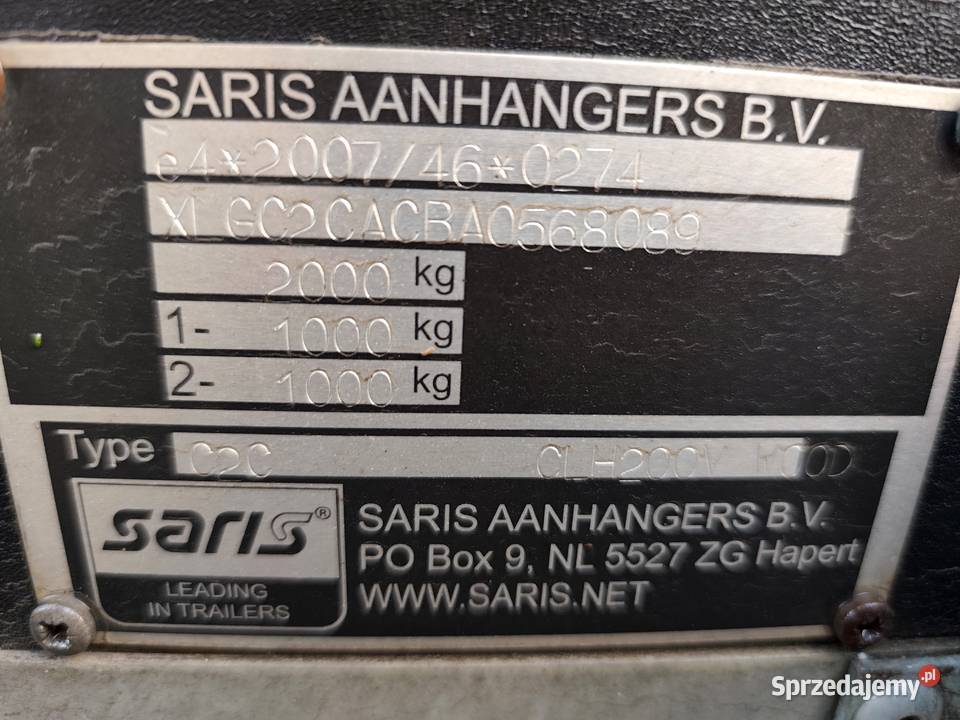 SARIS AANHANGERS B.V.
e4*2007/46*0274
XLGC2CACBA0568089
2000 kg
1- 1000 kg
2- 1000 kg
Type C2C
saris®
LEADING
IN TRAILERS
SARIS AANHANGERS B.V.
PO Box 9, NL 5527 ZG Hapert
WWW.SARIS.NET
Sprzedajemy.pl